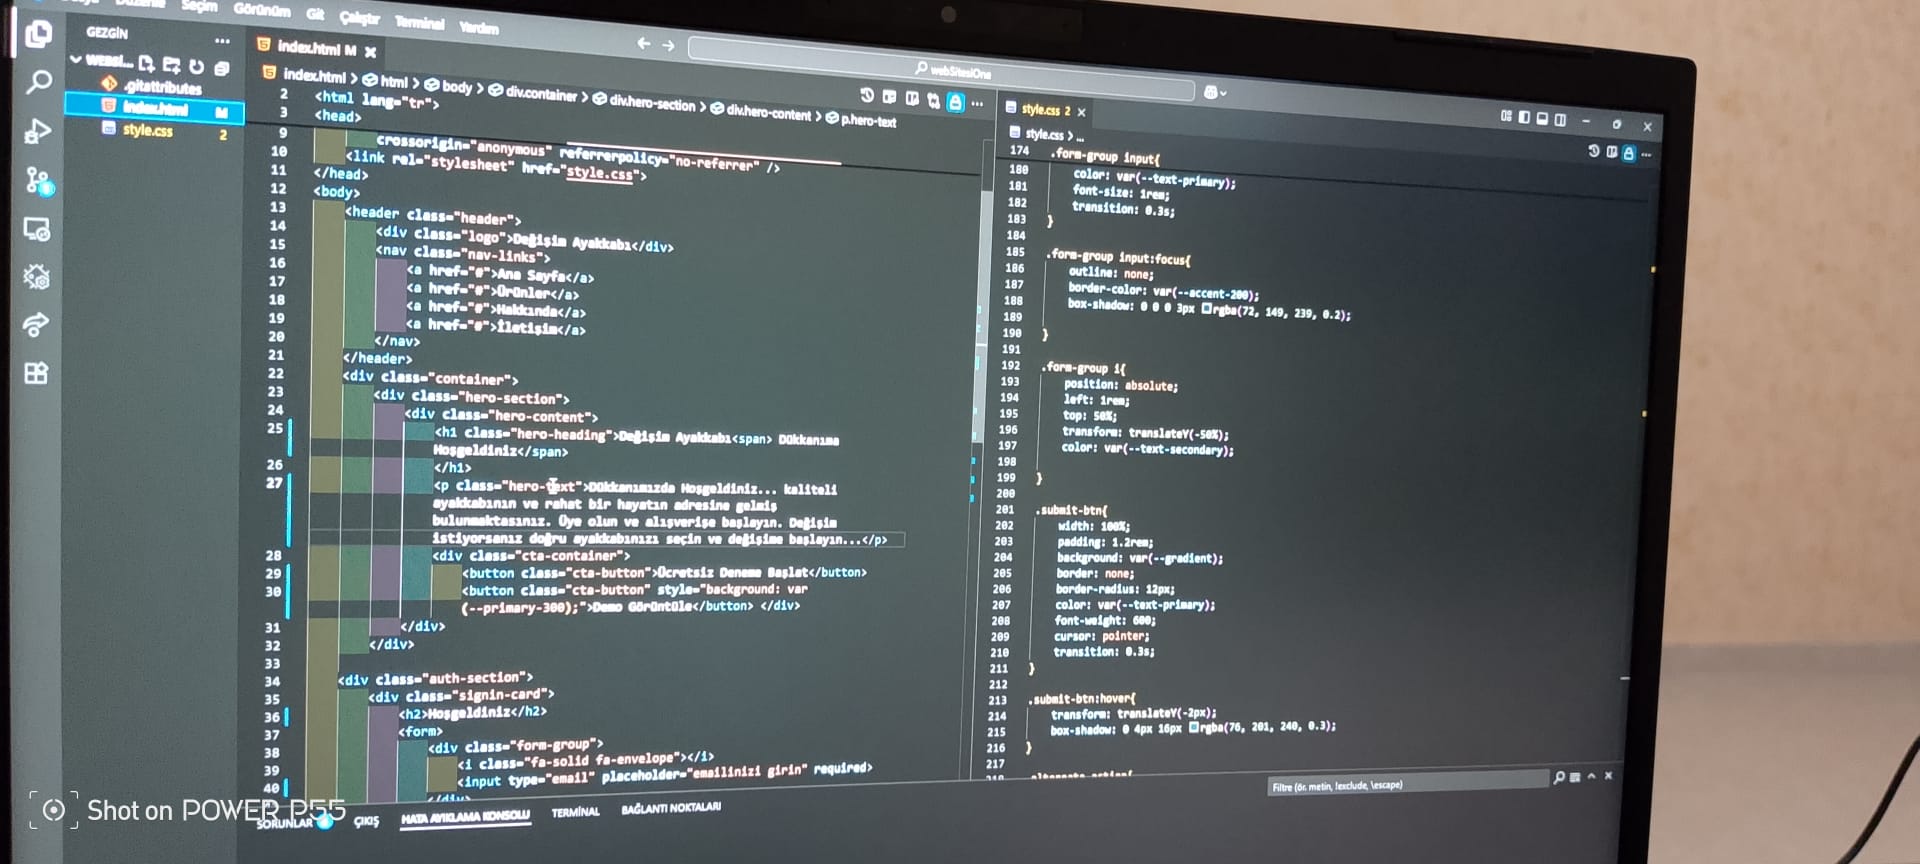 Seçim Görünüm Git Çalıştır Terminal Yardım
webSitesiOne
GEZGİN
WEBSİ...
.gitattributes
index.html M
style.css 2
index.html M
index.html > html > body > div.container > div.hero-section > div.hero-content > p.hero-text
2 <html lang="tr">
3 <head>
9 crossorigin="anonymous" referrerpolicy="no-referrer" />
10 <link rel="stylesheet" href="style.css">
11 </head>
12 <body>
13 <header class="header">
14 <div class="logo">Değişim Ayakkabı</div>
15 <nav class="nav-links">
16 <a href="#">Ana Sayfa</a>
17 <a href="#">Ürünler</a>
18 <a href="#">Hakkında</a>
19 <a href="#">İletişim</a>
20 </nav>
21 </header>
22 <div class="container">
23 <div class="hero-section">
24 <div class="hero-content">
25 <h1 class="hero-heading">Değişim Ayakkabı<span> Dükkanıma
Hoşgeldiniz</span>
26 </h1>
27 <p class="hero-text">Dükkanımızda Hoşgeldiniz... kaliteli
ayakkabının ve rahat bir hayatın adresine gelmiş
bulunmaktasınız. Üye olun ve alışverişe başlayın. Değişim
istiyorsanız doğru ayakkabınızı seçin ve değişime başlayın...</p>
28 <div class="cta-container">
29 <button class="cta-button">Ücretsiz Deneme Başlat</button>
30 <button class="cta-button" style="background: var
(--primary-300);">Demo Görüntüle</button> </div>
31 </div>
32 </div>
33
34 <div class="auth-section">
35 <div class="signin-card">
36 <h2>Hoşgeldiniz</h2>
37 <form>
38 <div class="form-group">
39 <i class="fa-solid fa-envelope"></i>
40 <input type="email" placeholder="emailinizi girin" required>
</div>
style.css 2
style.css > ...
174 .form-group input{
180 color: var(--text-primary);
181 font-size: 1rem;
182 transition: 0.3s;
183 }
184
185 .form-group input:focus{
186 outline: none;
187 border-color: var(--accent-200);
188 box-shadow: 0 0 0 3px rgba(72, 149, 239, 0.2);
189
190 }
191
192 .form-group i{
193 position: absolute;
194 left: 1rem;
195 top: 50%;
196 transform: translateY(-50%);
197 color: var(--text-secondary);
198
199 }
200
201 .submit-btn{
202 width: 100%;
203 padding: 1.2rem;
204 background: var(--gradient);
205 border: none;
206 border-radius: 12px;
207 color: var(--text-primary);
208 font-weight: 600;
209 cursor: pointer;
210 transition: 0.3s;
211 }
212
213 .submit-btn:hover{
214 transform: translateY(-2px);
215 box-shadow: 0 4px 16px rgba(76, 201, 240, 0.3);
216 }
217
SORUNLAR ÇIKIŞ HATA AYIKLAMA KONSOLU TERMİNAL BAĞLANTI NOKTALARI
Filtre (ör. metin, !exclude, \escape)
Shot on POWER P55